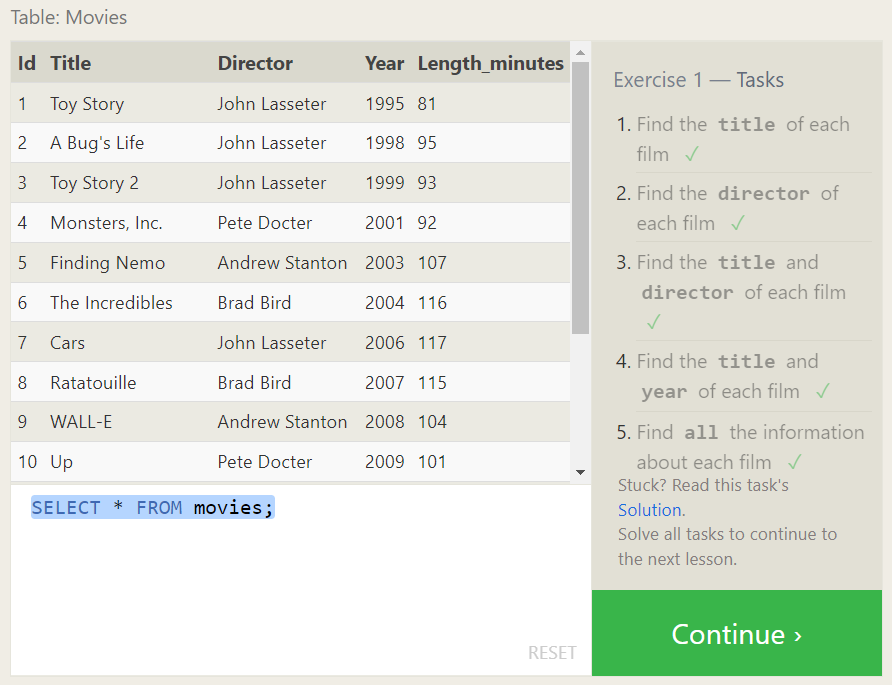 Table: Movies
Id Title Director Year Length_minutes
1 Toy Story John Lasseter 1995 81
2 A Bug's Life John Lasseter 1998 95
3 Toy Story 2 John Lasseter 1999 93
4 Monsters, Inc. Pete Docter 2001 92
5 Finding Nemo Andrew Stanton 2003 107
6 The Incredibles Brad Bird 2004 116
7 Cars John Lasseter 2006 117
8 Ratatouille Brad Bird 2007 115
9 WALL-E Andrew Stanton 2008 104
10 Up Pete Docter 2009 101
SELECT * FROM movies;
RESET
Exercise 1 — Tasks
1. Find the title of each
film ✓
2. Find the director of
each film ✓
3. Find the title and
director of each film
✓
4. Find the title and
year of each film ✓
5. Find all the information
about each film ✓
Stuck? Read this task's
Solution.
Solve all tasks to continue to
the next lesson.
Continue ›